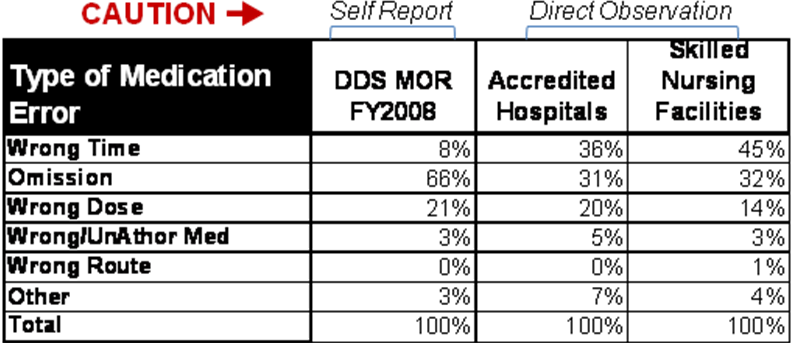 CAUTION → Self Report Direct Observation
Type of Medication Error DDS MOR FY2008 Accredited Hospitals Skilled Nursing Facilities
Wrong Time 8% 36% 45%
Omission 66% 31% 32%
Wrong Dose 21% 20% 14%
Wrong/UnAthor Med 3% 5% 3%
Wrong Route 0% 0% 1%
Other 3% 7% 4%
Total 100% 100% 100%